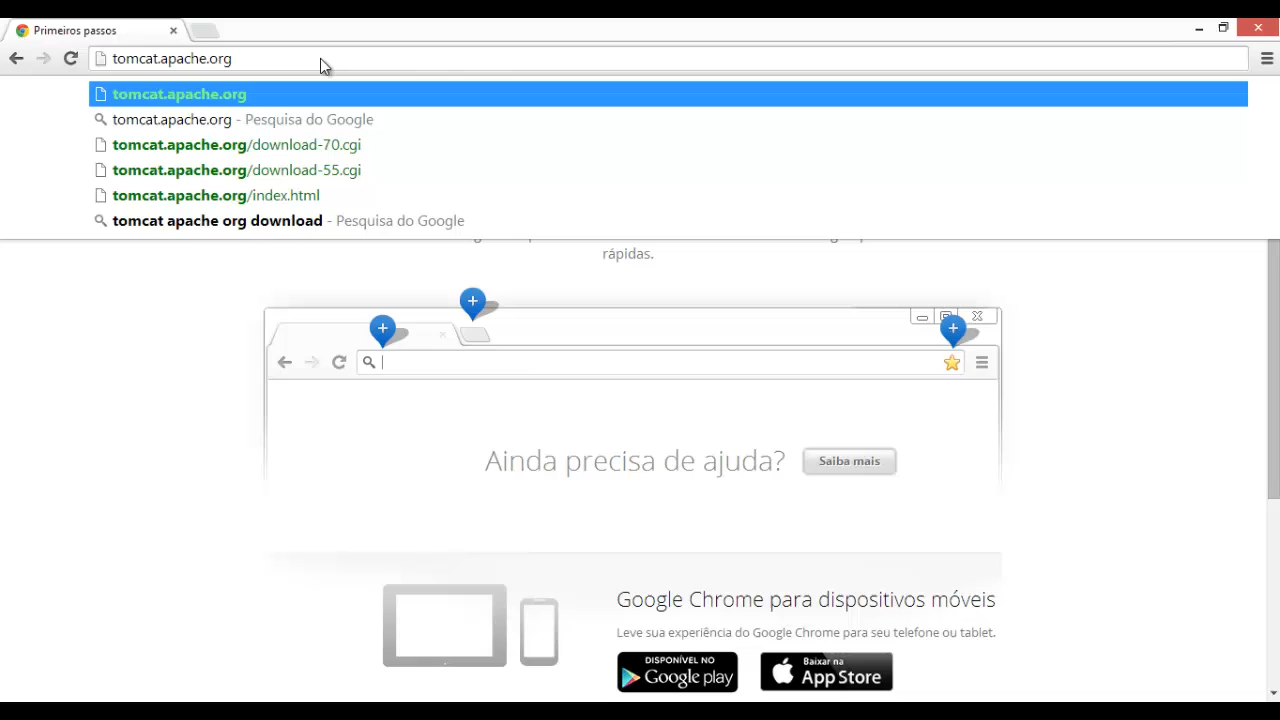 Primeiros passos
tomcat.apache.org
tomcat.apache.org
tomcat.apache.org - Pesquisa do Google
tomcat.apache.org/download-70.cgi
tomcat.apache.org/download-55.cgi
tomcat.apache.org/index.html
tomcat apache org download - Pesquisa do Google
rápidas.
Ainda precisa de ajuda? Saiba mais
Google Chrome para dispositivos móveis
Leve sua experiência do Google Chrome para seu telefone ou tablet.
DISPONÍVEL NO
Google play
Baixar na
App Store